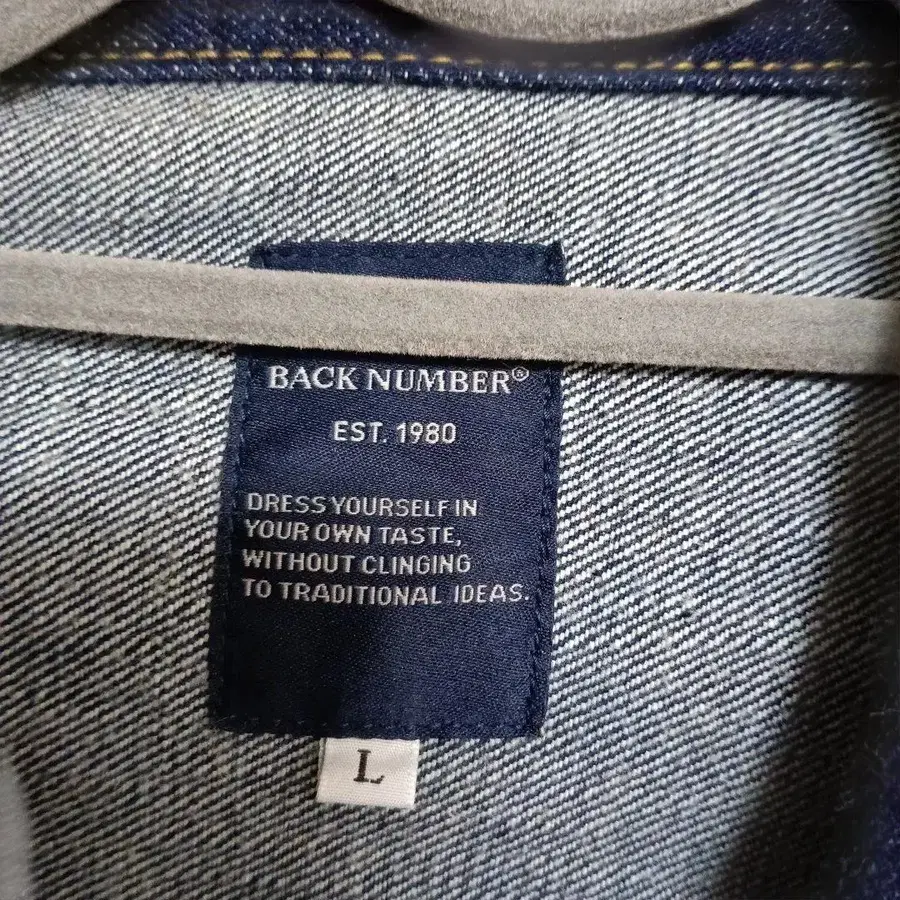 BACK NUMBER®
EST. 1980
DRESS YOURSELF IN
YOUR OWN TASTE,
WITHOUT CLINGING
TO TRADITIONAL IDEAS.
L